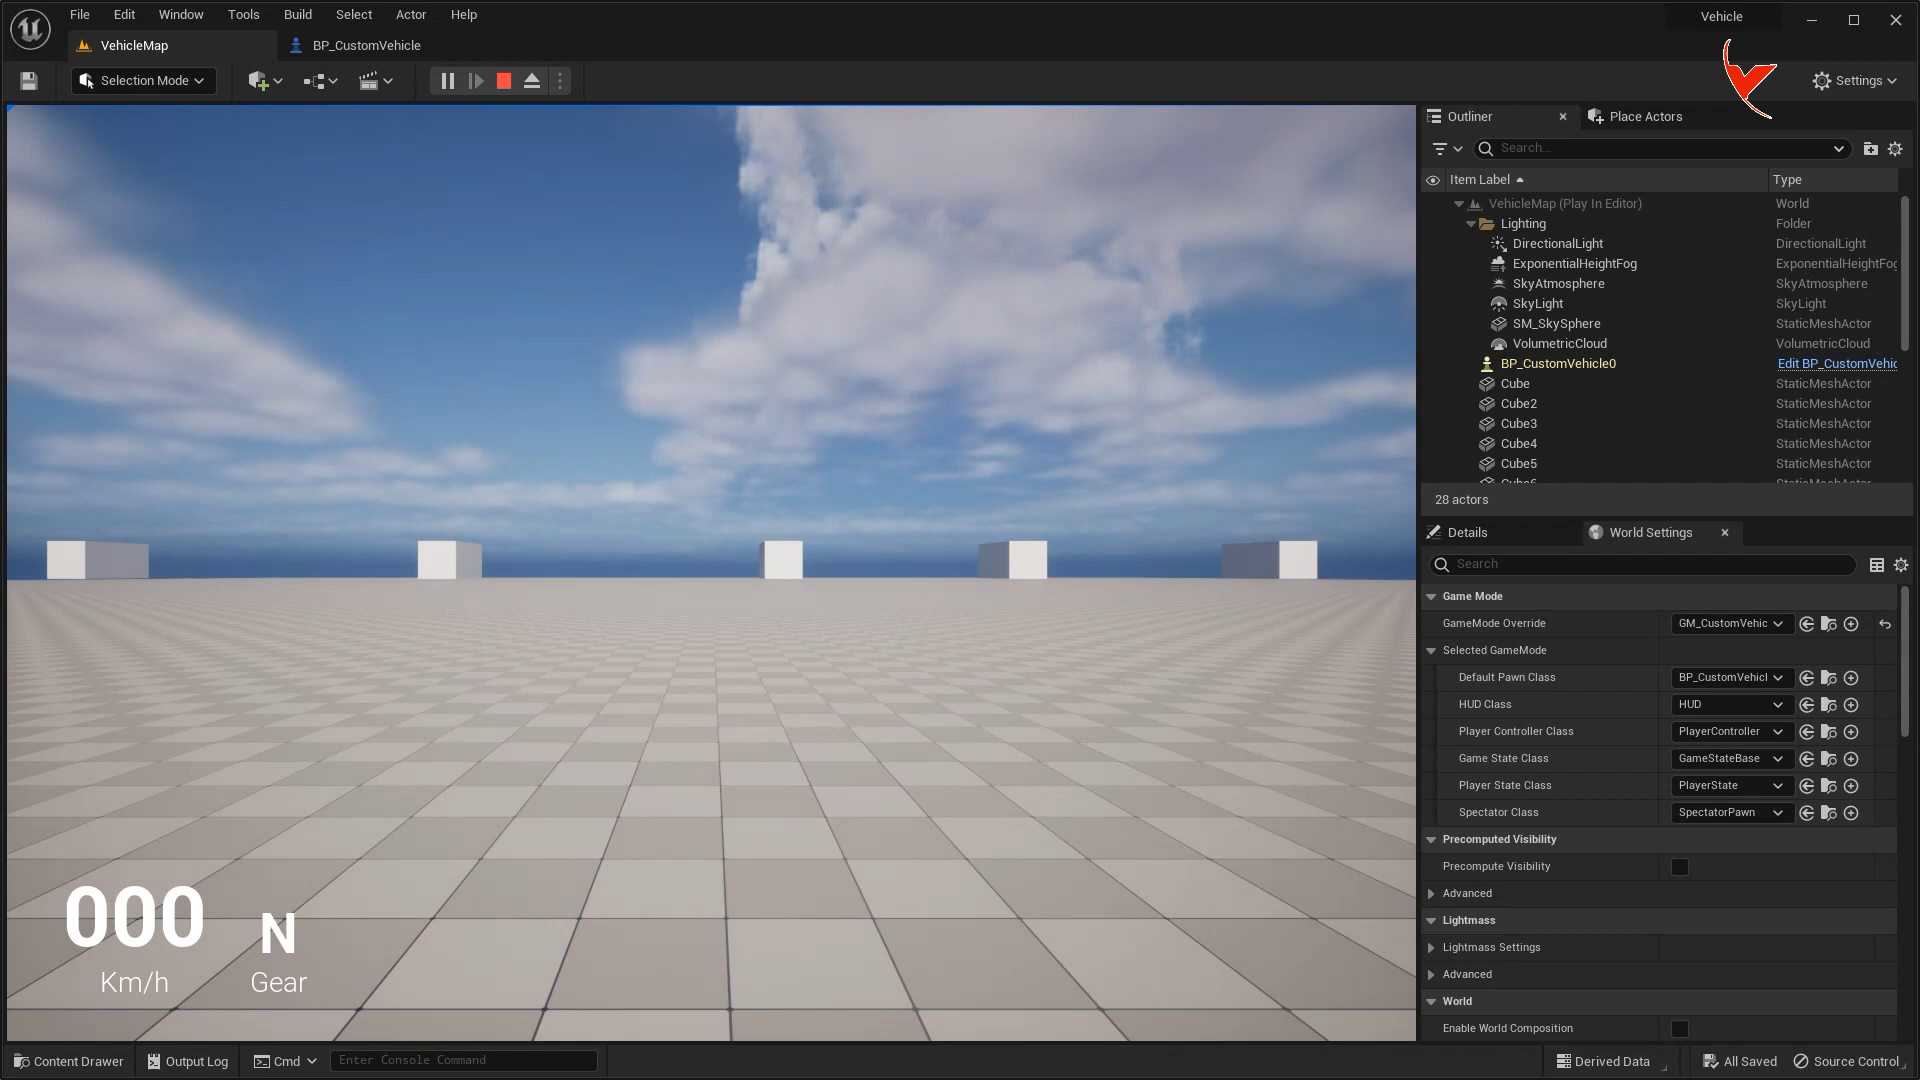 File Edit Window Tools Build Select Actor Help
Vehicle
VehicleMap
BP_CustomVehicle
Selection Mode
Settings
Outliner
Place Actors
Search...
Item Label
Type
VehicleMap (Play In Editor) World
Lighting Folder
DirectionalLight DirectionalLight
ExponentialHeightFog ExponentialHeightFog
SkyAtmosphere SkyAtmosphere
SkyLight SkyLight
SM_SkySphere StaticMeshActor
VolumetricCloud VolumetricCloud
BP_CustomVehicle0 Edit BP_CustomVehic
Cube StaticMeshActor
Cube2 StaticMeshActor
Cube3 StaticMeshActor
Cube4 StaticMeshActor
Cube5 StaticMeshActor
Cube6 StaticMeshActor
28 actors
Details
World Settings
Search
Game Mode
GameMode Override GM_CustomVehic
Selected GameMode
Default Pawn Class BP_CustomVehicl
HUD Class HUD
Player Controller Class PlayerController
Game State Class GameStateBase
Player State Class PlayerState
Spectator Class SpectatorPawn
Precomputed Visibility
Precompute Visibility
Advanced
Lightmass
Lightmass Settings
Advanced
World
Enable World Composition
000 N
Km/h Gear
Content Drawer
Output Log
Cmd
Enter Console Command
Derived Data
All Saved
Source Control